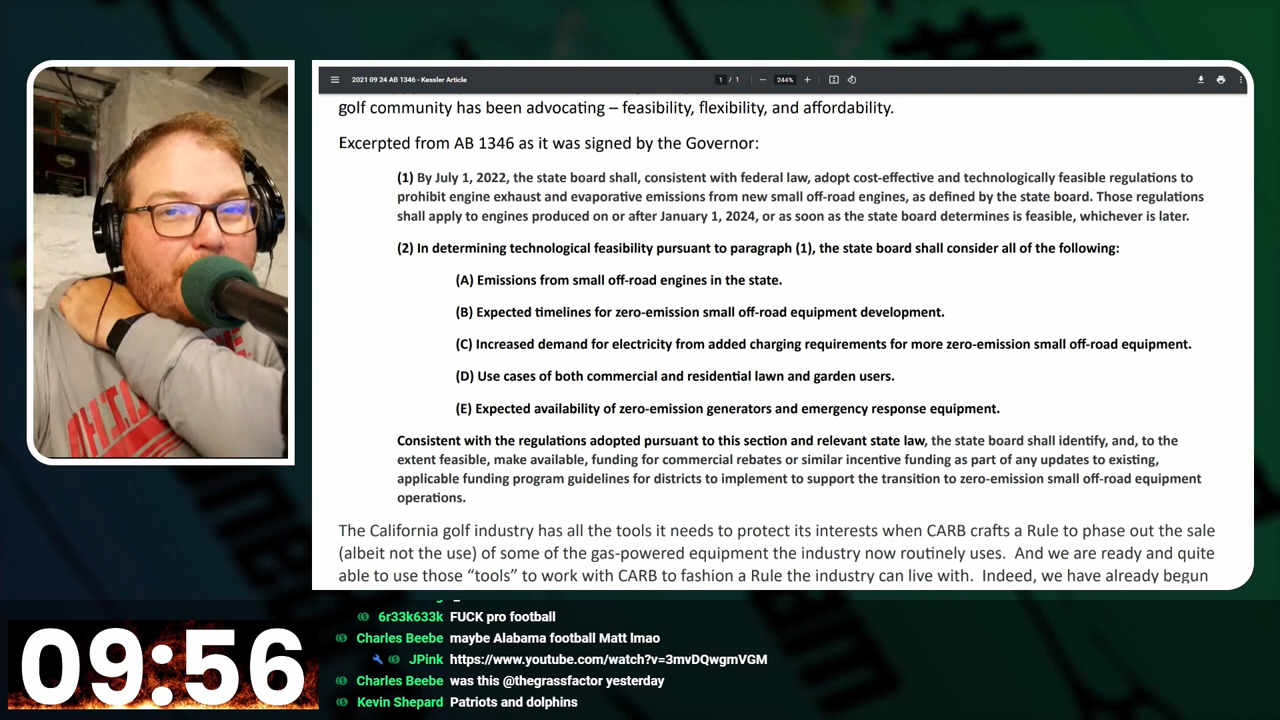 2021 09 24 AB 1346 - Kessler Article
1 / 1
244%
golf community has been advocating – feasibility, flexibility, and affordability.
Excerpted from AB 1346 as it was signed by the Governor:
(1) By July 1, 2022, the state board shall, consistent with federal law, adopt cost-effective and technologically feasible regulations to
prohibit engine exhaust and evaporative emissions from new small off-road engines, as defined by the state board. Those regulations
shall apply to engines produced on or after January 1, 2024, or as soon as the state board determines is feasible, whichever is later.
(2) In determining technological feasibility pursuant to paragraph (1), the state board shall consider all of the following:
(A) Emissions from small off-road engines in the state.
(B) Expected timelines for zero-emission small off-road equipment development.
(C) Increased demand for electricity from added charging requirements for more zero-emission small off-road equipment.
(D) Use cases of both commercial and residential lawn and garden users.
(E) Expected availability of zero-emission generators and emergency response equipment.
Consistent with the regulations adopted pursuant to this section and relevant state law, the state board shall identify, and, to the
extent feasible, make available, funding for commercial rebates or similar incentive funding as part of any updates to existing,
applicable funding program guidelines for districts to implement to support the transition to zero-emission small off-road equipment
operations.
The California golf industry has all the tools it needs to protect its interests when CARB crafts a Rule to phase out the sale
(albeit not the use) of some of the gas-powered equipment the industry now routinely uses. And we are ready and quite
able to use those “tools” to work with CARB to fashion a Rule the industry can live with. Indeed, we have already begun
6r33k633k FUCK pro football
Charles Beebe maybe Alabama football Matt lmao
JPink https://www.youtube.com/watch?v=3mvDQwgmVGM
Charles Beebe was this @thegrassfactor yesterday
Kevin Shepard Patriots and dolphins
09:56